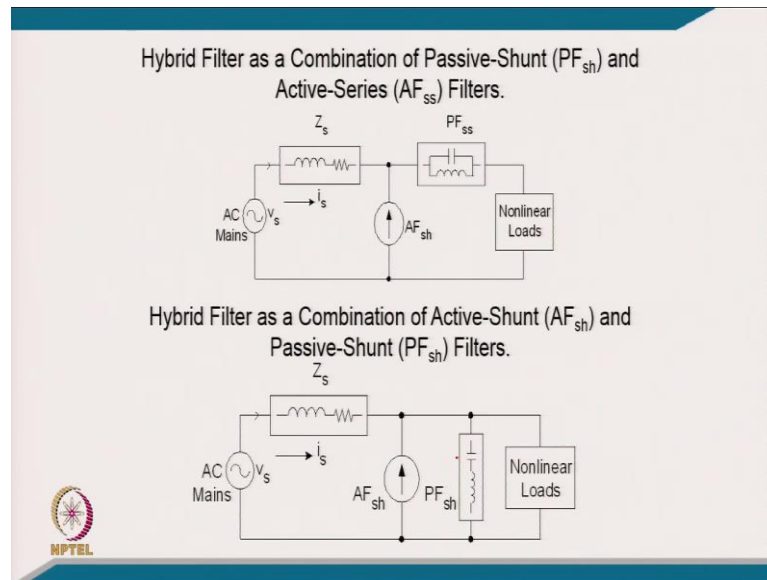 Hybrid Filter as a Combination of Passive-Shunt (PFsh) and
Active-Series (AFss) Filters.
Zs
PFss
AC
Mains
vs
is
AFsh
Nonlinear
Loads
Hybrid Filter as a Combination of Active-Shunt (AFsh) and
Passive-Shunt (PFsh) Filters.
Zs
AC
Mains
vs
is
AFsh
PFsh
Nonlinear
Loads
NPTEL